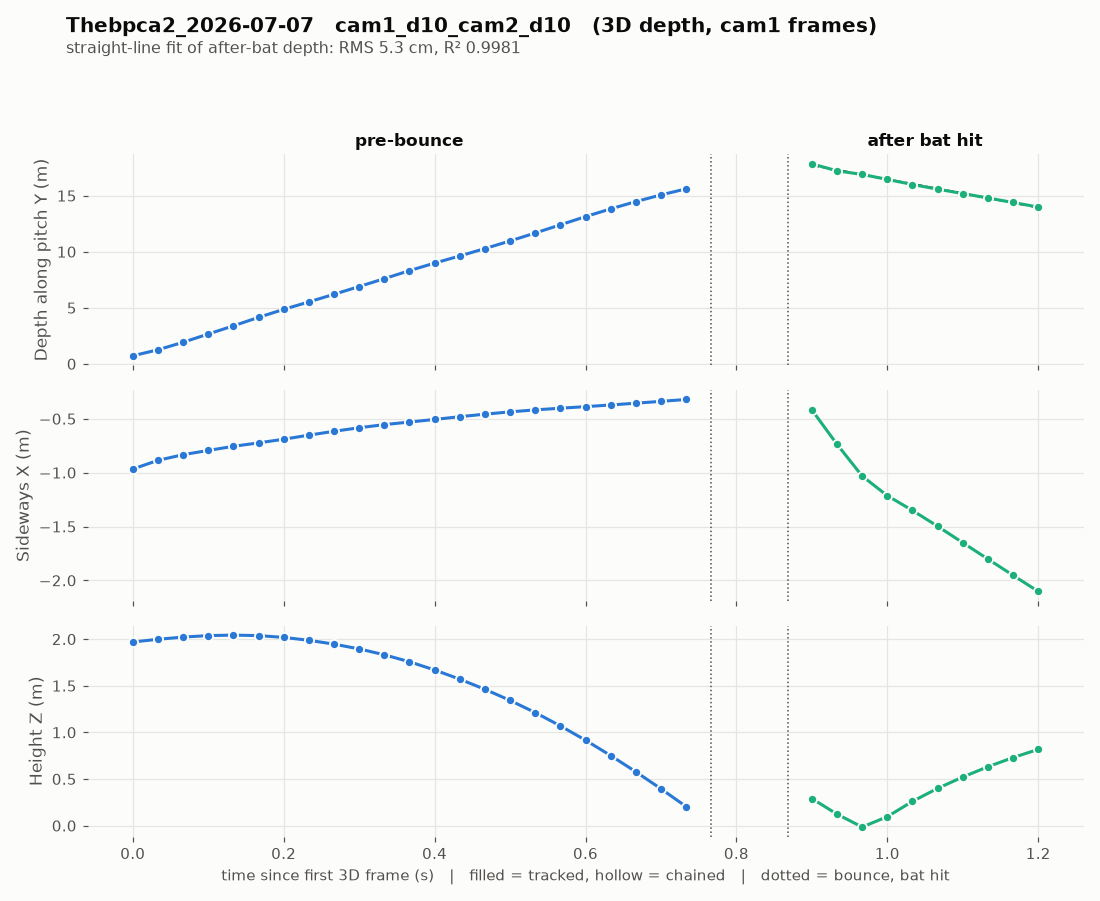 Thebpca2_2026-07-07   cam1_d10_cam2_d10   (3D depth, cam1 frames)
straight-line fit of after-bat depth: RMS 5.3 cm, R² 0.9981
pre-bounce
after bat hit
Depth along pitch Y (m)
15
10
5
0
Sideways X (m)
−0.5
−1.0
−1.5
−2.0
Height Z (m)
2.0
1.5
1.0
0.5
0.0
0.0 0.2 0.4 0.6 0.8 1.0 1.2
time since first 3D frame (s)   |   filled = tracked, hollow = chained   |   dotted = bounce, bat hit